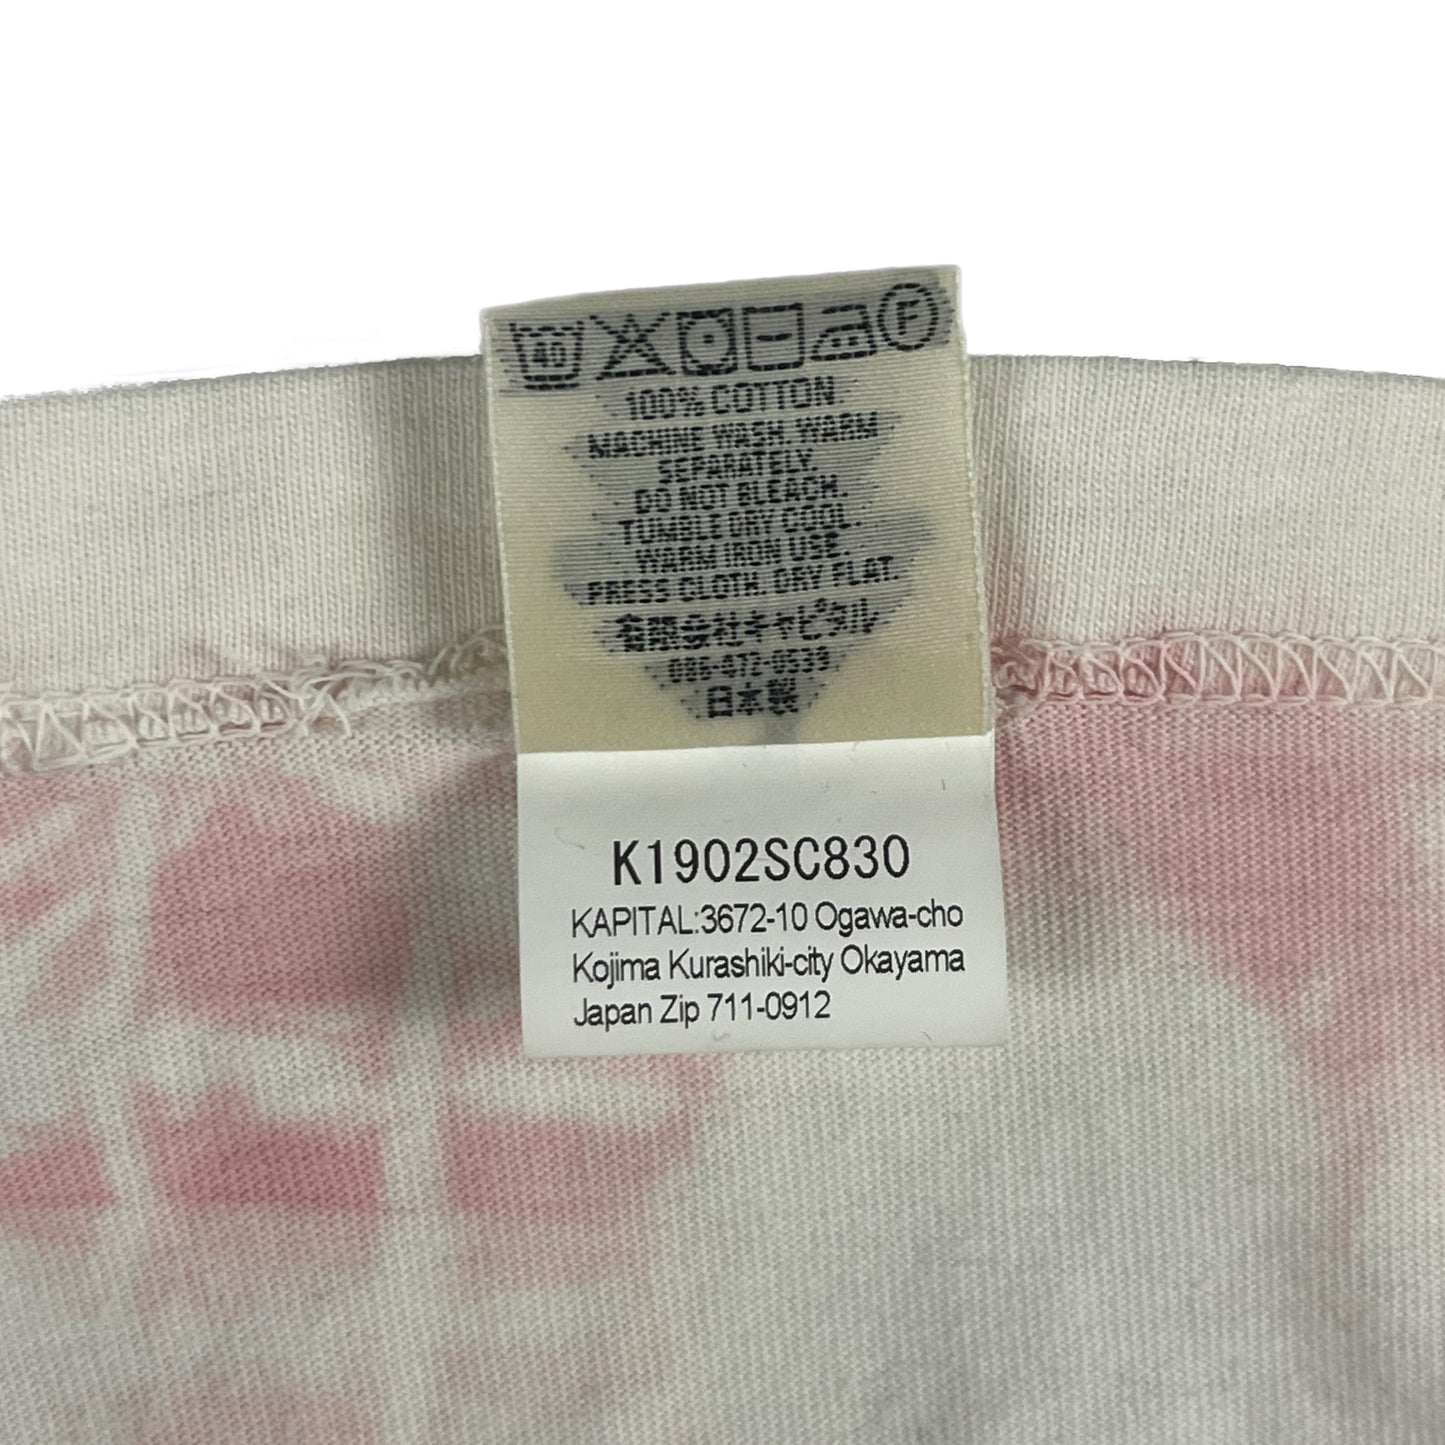 40 F
100% COTTON
MACHINE WASH. WARM
SEPARATELY.
DO NOT BLEACH.
TUMBLE DRY COOL.
WARM IRON USE.
PRESS CLOTH. DRY FLAT.
有限会社キャピタル
086-472-0539
日本製
K1902SC830
KAPITAL:3672-10 Ogawa-cho
Kojima Kurashiki-city Okayama
Japan Zip 711-0912